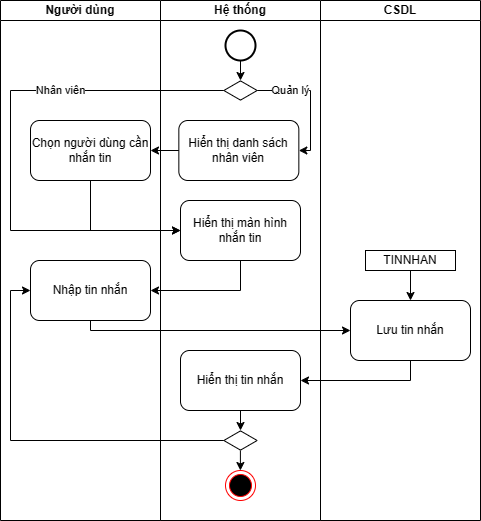 Người dùng
Hệ thống
CSDL
Nhân viên
Quản lý
Chọn người dùng cần
nhắn tin
Hiển thị danh sách
nhân viên
Hiển thị màn hình
nhắn tin
TINNHAN
Nhập tin nhắn
Lưu tin nhắn
Hiển thị tin nhắn